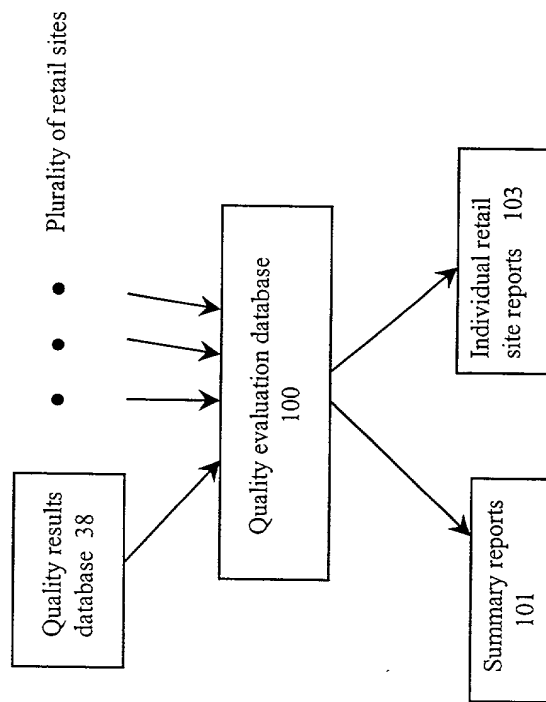 Plurality of retail sites
Quality results
database 38
Quality evaluation database
100
Summary reports
101
Individual retail
site reports 103